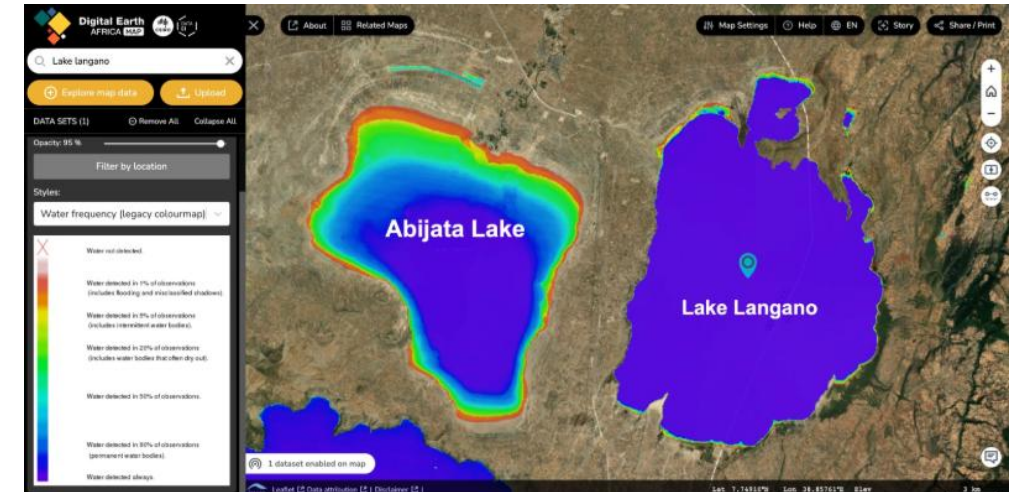 Digital Earth
AFRICA MAP
About
Related Maps
Map Settings
Help
EN
Story
Share / Print
Lake langano
Explore map data
Upload
DATA SETS (1)
Remove All
Collapse All
Opacity: 95 %
Filter by location
Styles:
Water frequency (legacy colourmap)
Water not detected.
Water detected in 1% of observations
(includes flooding and misclassified shadows).
Water detected in 5% of observations
(includes intermittent water bodies).
Water detected in 20% of observations
(includes water bodies that often dry out).
Water detected in 50% of observations.
Water detected in 80% of observations
(permanent water bodies).
Water detected always.
Abijata Lake
Lake Langano
1 dataset enabled on map
Leaflet
Data attribution
Disclaimer
Lat 7.74910°N Lon 38.85761°E Elev
3 km